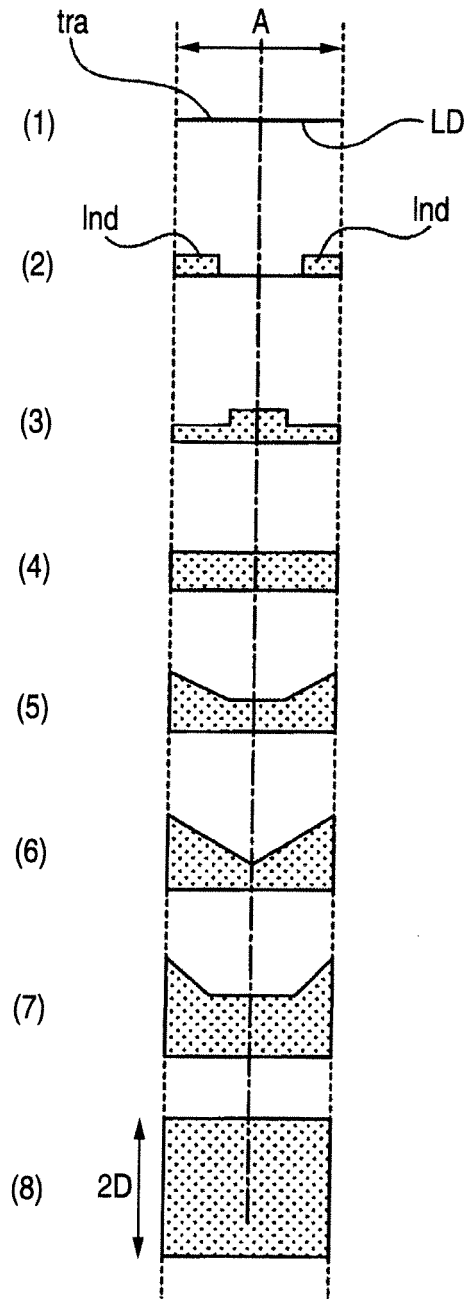 tra
A
(1)
LD
Ind
Ind
(2)
(3)
(4)
(5)
(6)
(7)
(8)
2D